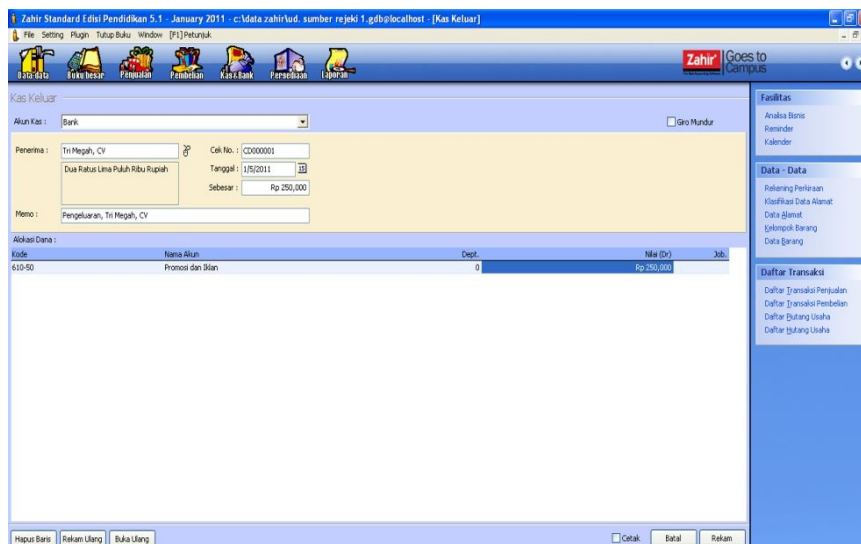 Zahir Standard Edisi Pendidikan 5.1 - January 2011 - c:\data zahir\ud. sumber rejeki 1.gdb@localhost - [Kas Keluar]
File Setting Plugin Tutup Buku Window [F1]Petunjuk
Data-data Buku besar Penjualan Pembelian Kas&Bank Persediaan Laporan
Zahir Goes to Campus
Kas Keluar
Akun Kas : Bank Giro Mundur
Penerima : Tri Megah, CV Cek No. : CD000001
Dua Ratus Lima Puluh Ribu Rupiah Tanggal : 1/5/2011 15
Sebesar : Rp 250,000
Memo : Pengeluaran, Tri Megah, CV
Alokasi Dana :
Kode Nama Akun Dept. Nilai (Dr) Job.
610-50 Promosi dan Iklan 0 Rp 250,000
Hapus Baris Rekam Ulang Buka Ulang Cetak Batal Rekam
Fasilitas
Analisa Bisnis
Reminder
Kalender
Data - Data
Rekening Perkiraan
Klasifikasi Data Alamat
Data Alamat
Kelompok Barang
Data Barang
Daftar Transaksi
Daftar Transaksi Penjualan
Daftar Transaksi Pembelian
Daftar Piutang Usaha
Daftar Hutang Usaha